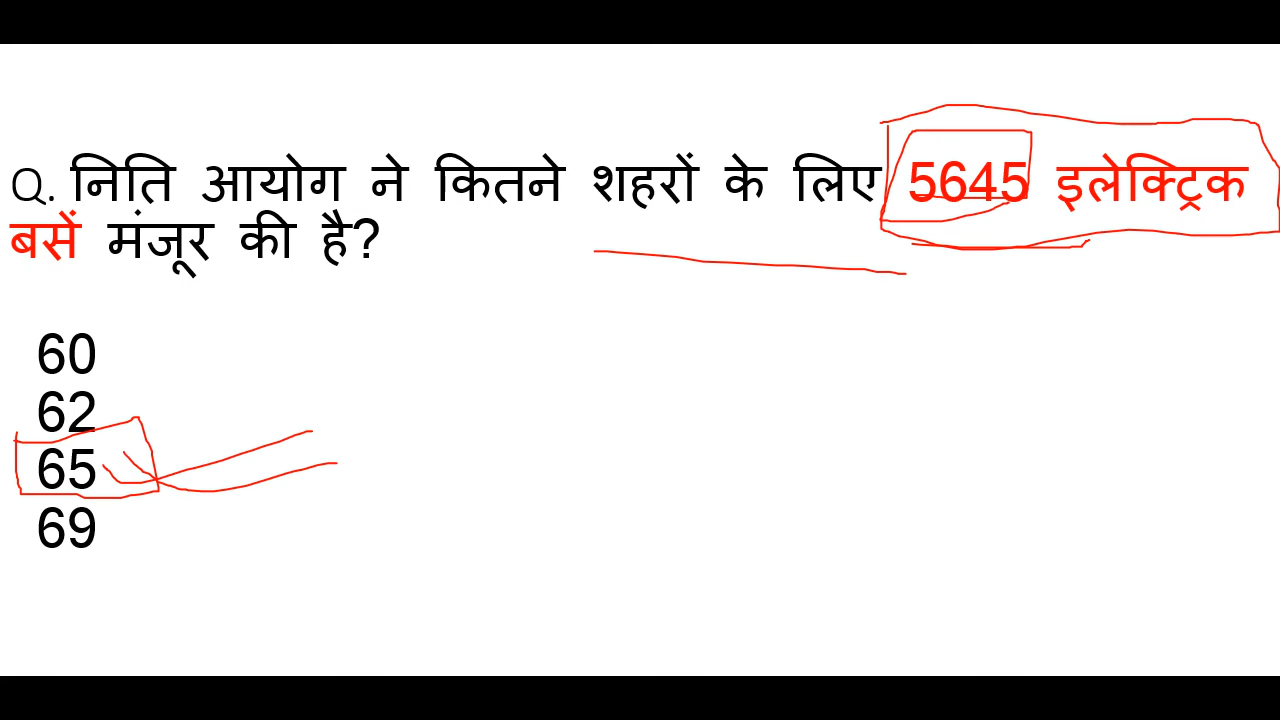 Q. निति आयोग ने कितने शहरों के लिए 5645 इलेक्ट्रिक
बसें मंजूर की है?
60
62
65
69